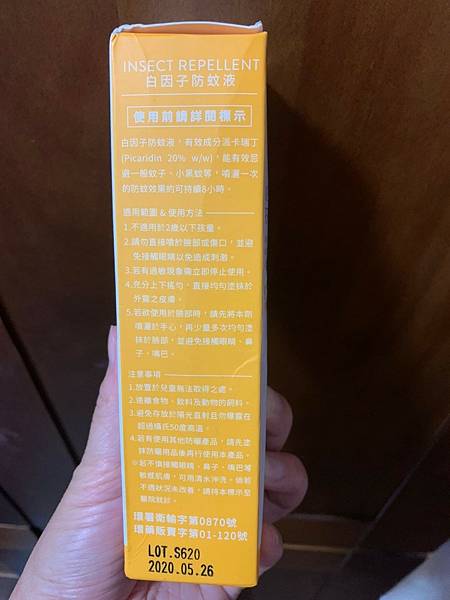 INSECT REPELLENT
白因子防蚊液
使用前請詳閱標示
白因子防蚊液，有效成分派卡瑞丁
(Picaridin 20% w/w)，能有效忌
避一般蚊子、小黑蚊等，噴灑一次
的防蚊效果約可持續8小時。
適用範圍 & 使用方法
1.不適用於2歲以下孩童。
2.請勿直接噴於臉部或傷口，並避
免接觸眼睛以免造成刺激。
3.若有過敏現象需立即停止使用。
4.充分上下搖勻，直接均勻塗抹於
外露之皮膚。
5.若欲使用於臉部時，請先將本劑
噴灑於手心，再少量多次均勻塗
抹於臉部，並避免接觸眼睛、鼻
子、嘴巴。
注意事項
1.放置於兒童無法取得之處。
2.遠離食物、飲料及動物的飼料。
3.避免存放於陽光直射且勿曝露在
超過攝氏50度高溫。
4.若有使用其他防曬產品，請先塗
抹防曬用品後再行使用本產品。
※若不慎接觸眼睛、鼻子、嘴巴等
敏感肌膚，可用清水沖洗。倘若
不適狀況未改善，請持本標示至
醫院就診。
環署衛輸字第0870號
環藥販賣字第01-120號
LOT.S620
2020.05.26